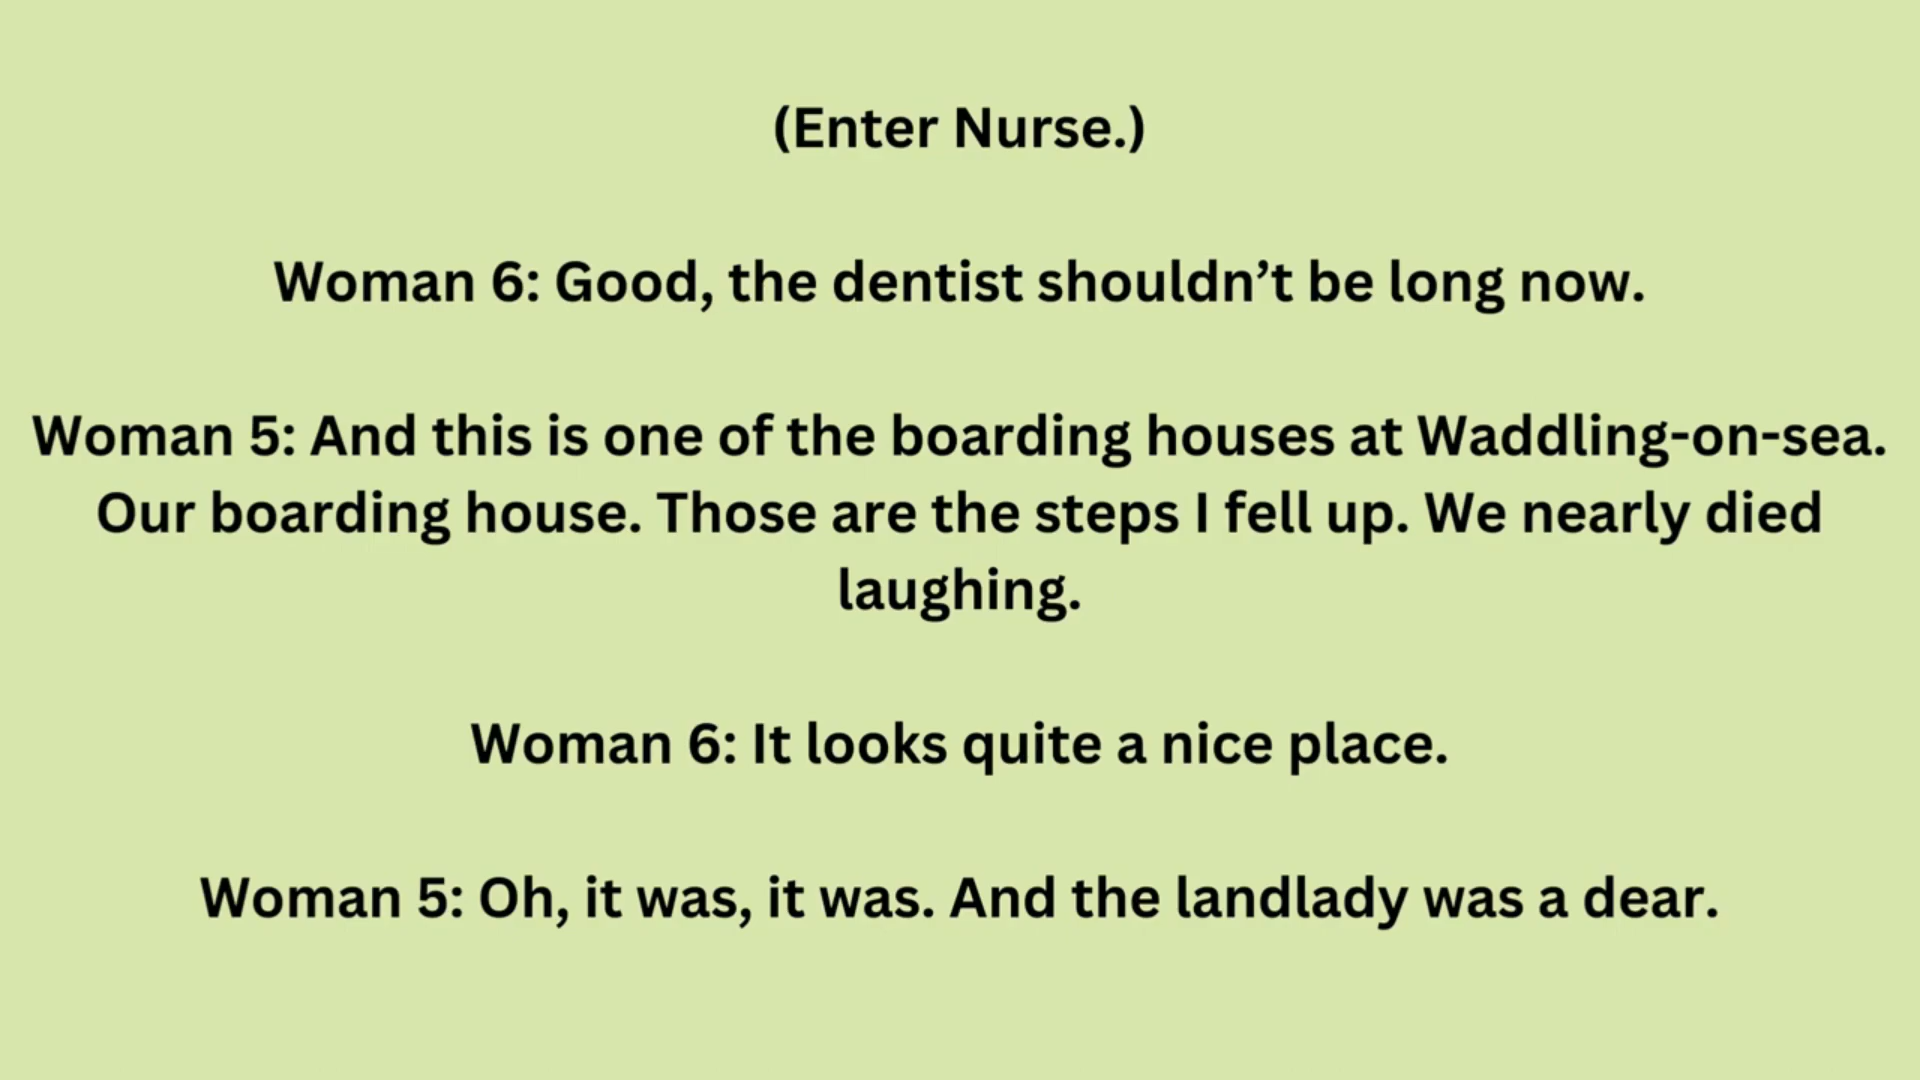 (Enter Nurse.)
Woman 6: Good, the dentist shouldn’t be long now.
Woman 5: And this is one of the boarding houses at Waddling-on-sea.
Our boarding house. Those are the steps I fell up. We nearly died
laughing.
Woman 6: It looks quite a nice place.
Woman 5: Oh, it was, it was. And the landlady was a dear.